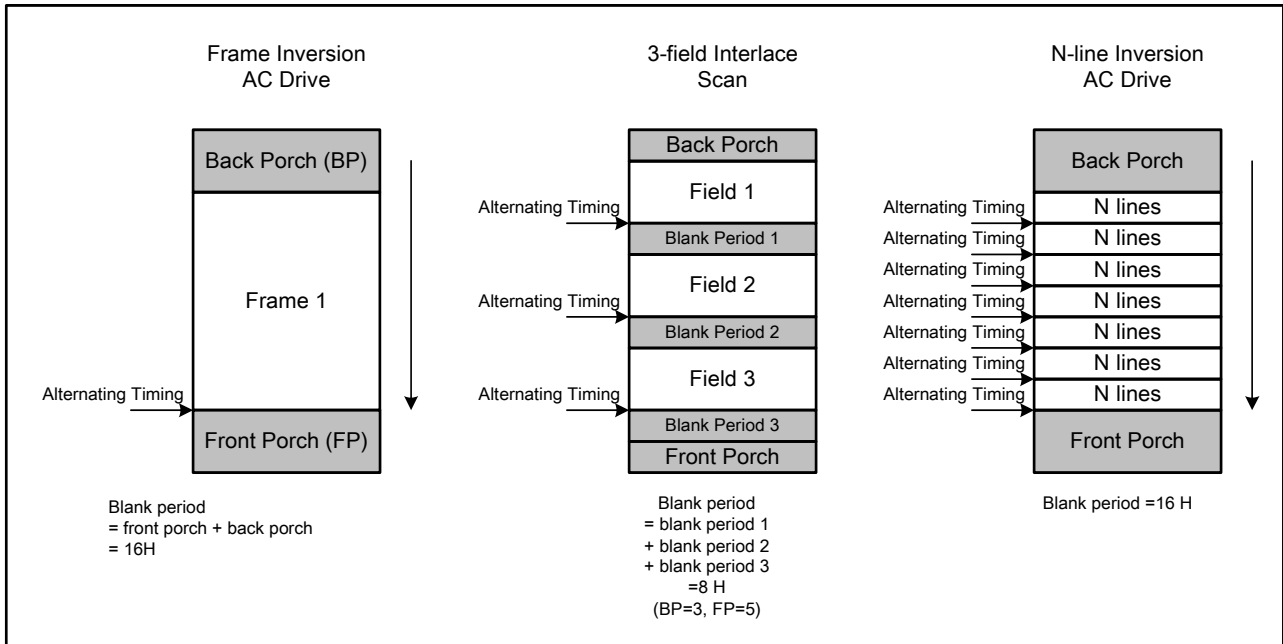 Frame Inversion
AC Drive
Back Porch (BP)
Frame 1
Alternating Timing
Front Porch (FP)
Blank period
= front porch + back porch
= 16H
3-field Interlace
Scan
Back Porch
Field 1
Alternating Timing
Blank Period 1
Field 2
Alternating Timing
Blank Period 2
Field 3
Alternating Timing
Blank Period 3
Front Porch
Blank period
= blank period 1
+ blank period 2
+ blank period 3
=8 H
(BP=3, FP=5)
N-line Inversion
AC Drive
Back Porch
Alternating Timing
N lines
Alternating Timing
N lines
Alternating Timing
N lines
Alternating Timing
N lines
Alternating Timing
N lines
Alternating Timing
N lines
Alternating Timing
N lines
Front Porch
Blank period =16 H